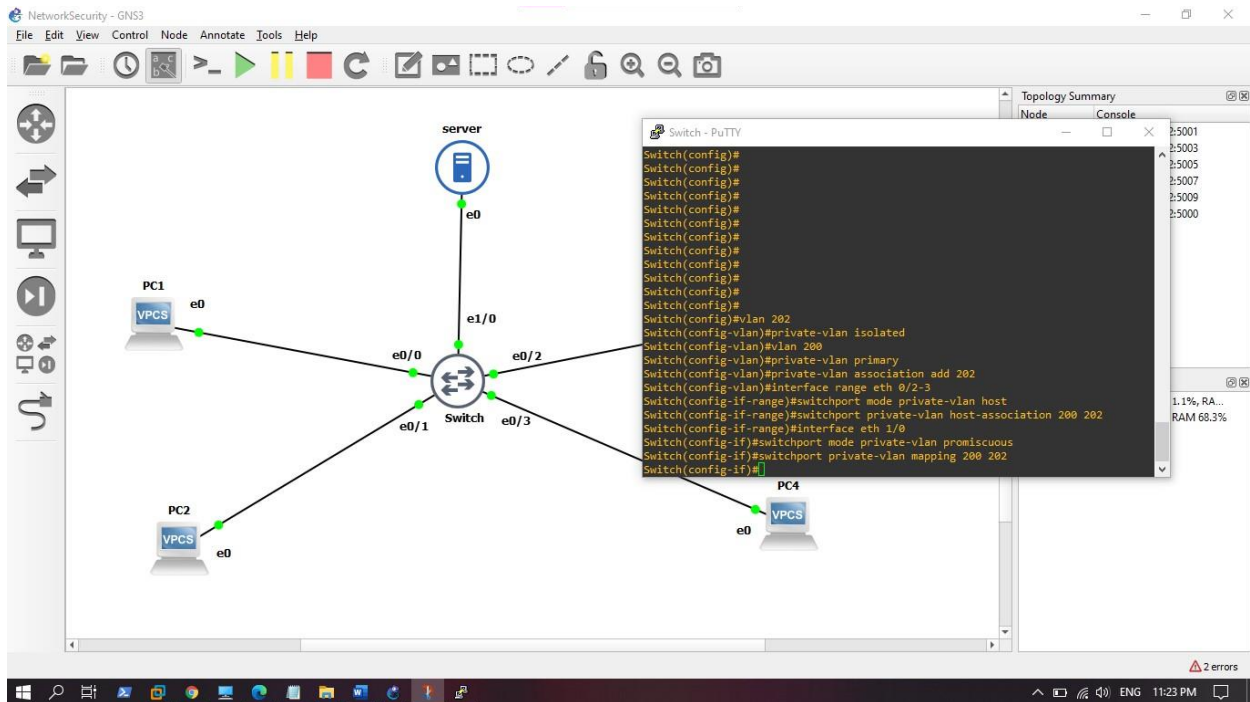 NetworkSecurity - GNS3
File Edit View Control Node Annotate Tools Help
Topology Summary
Node Console
2:5001
2:5003
2:5005
2:5007
2:5009
2:5000
server
e0
PC1
VPCS
e0
e1/0
e0/0
e0/2
Switch
e0/1
e0/3
PC2
VPCS
e0
PC4
VPCS
e0
Switch - PuTTY
Switch(config)#
Switch(config)#
Switch(config)#
Switch(config)#
Switch(config)#
Switch(config)#
Switch(config)#
Switch(config)#
Switch(config)#
Switch(config)#
Switch(config)#
Switch(config)#
Switch(config)#vlan 202
Switch(config-vlan)#private-vlan isolated
Switch(config-vlan)#vlan 200
Switch(config-vlan)#private-vlan primary
Switch(config-vlan)#private-vlan association add 202
Switch(config-vlan)#interface range eth 0/2-3
Switch(config-if-range)#switchport mode private-vlan host
Switch(config-if-range)#switchport private-vlan host-association 200 202
Switch(config-if-range)#interface eth 1/0
Switch(config-if)#switchport mode private-vlan promiscuous
Switch(config-if)#switchport private-vlan mapping 200 202
Switch(config-if)#
1.1%, RA...
RAM 68.3%
2 errors
ENG 11:23 PM